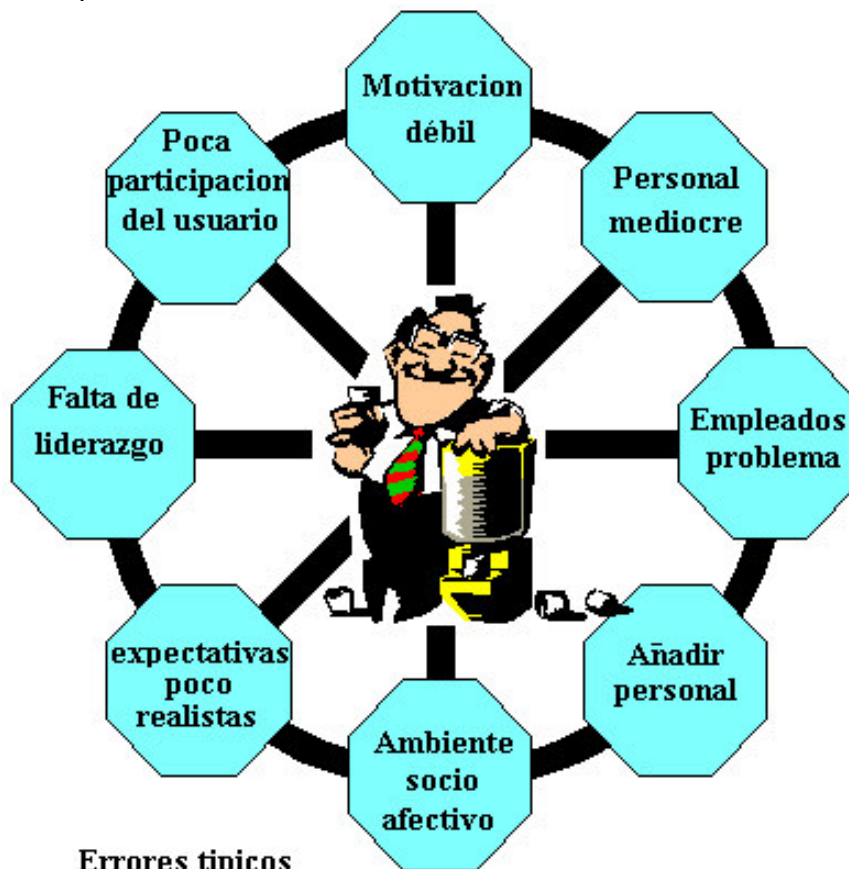 Motivacion
débil
Personal
mediocre
Empleados
problema
Añadir
personal
Ambiente
socio
afectivo
expectativas
poco
realistas
Falta de
liderazgo
Poca
participacion
del usuario
Errores tipicos